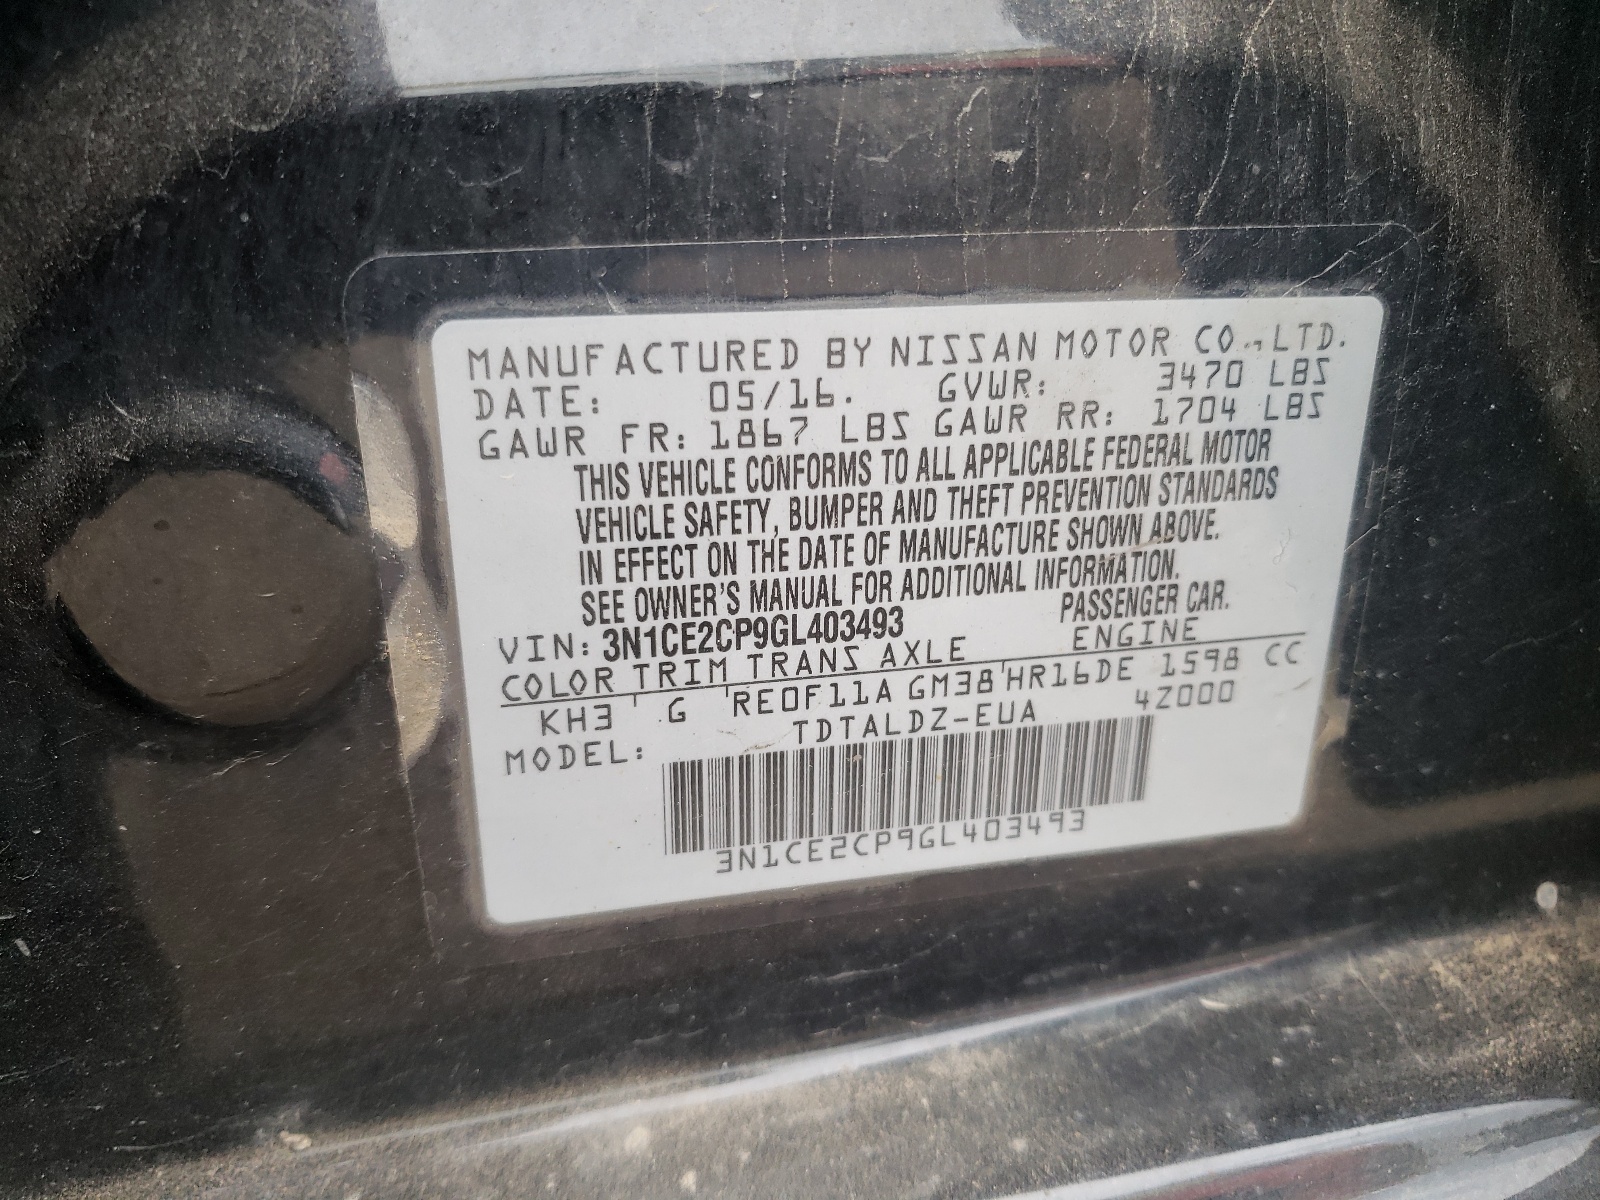 MANUFACTURED BY NISSAN MOTOR CO., LTD.
DATE: 05/16. GVWR: 3470 LBS
GAWR FR: 1867 LBS GAWR RR: 1704 LBS
THIS VEHICLE CONFORMS TO ALL APPLICABLE FEDERAL MOTOR
VEHICLE SAFETY, BUMPER AND THEFT PREVENTION STANDARDS
IN EFFECT ON THE DATE OF MANUFACTURE SHOWN ABOVE.
SEE OWNER'S MANUAL FOR ADDITIONAL INFORMATION.
VIN: 3N1CE2CP9GL403493 PASSENGER CAR.
COLOR TRIM TRANS AXLE ENGINE
KH3 G RE0F11A GM38 HR16DE 1598 CC
MODEL: TDTALDZ-EUA 4Z000
3N1CE2CP9GL403493